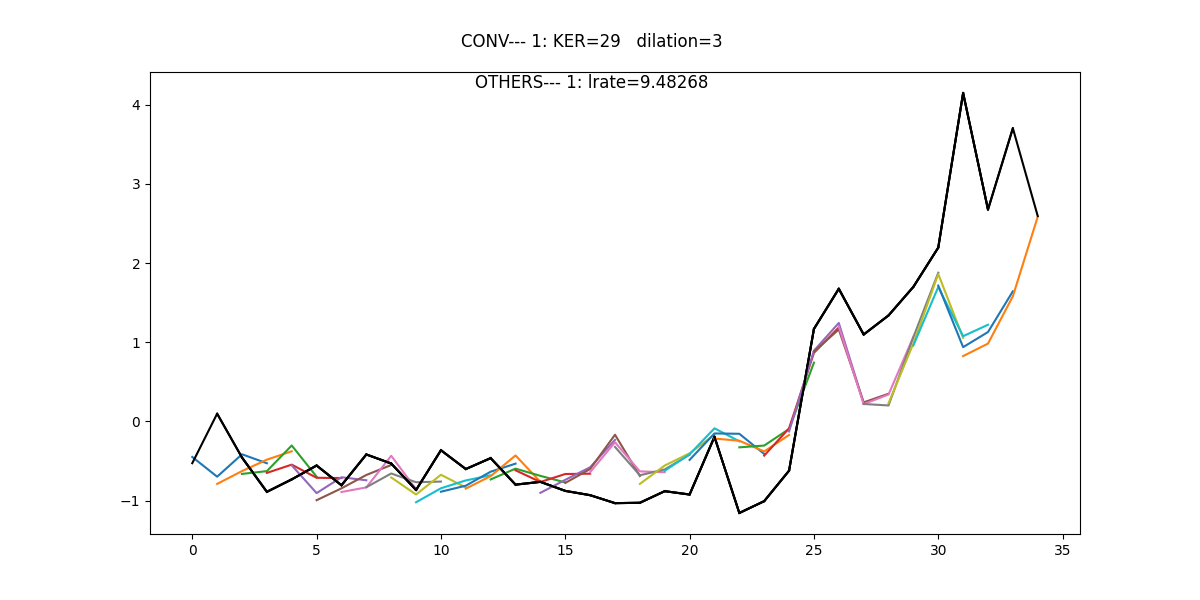 CONV--- 1: KER=29   dilation=3
OTHERS--- 1: lrate=9.48268
4
3
2
1
0
−1
0 5 10 15 20 25 30 35